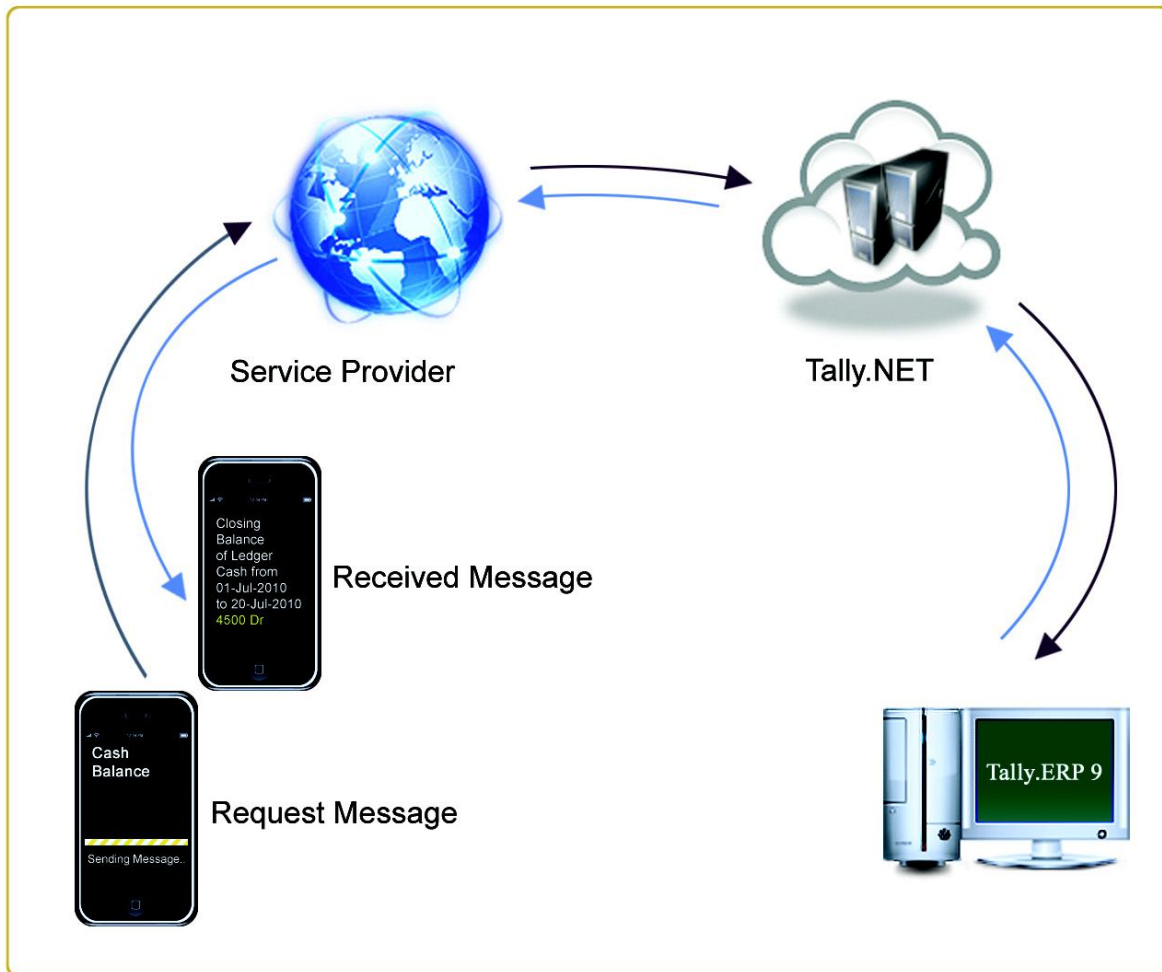 Service Provider
Tally.NET
Closing
Balance
of Ledger
Cash from
01-Jul-2010
to 20-Jul-2010
4500 Dr
Received Message
Cash
Balance
Sending Message..
Request Message
Tally.ERP 9